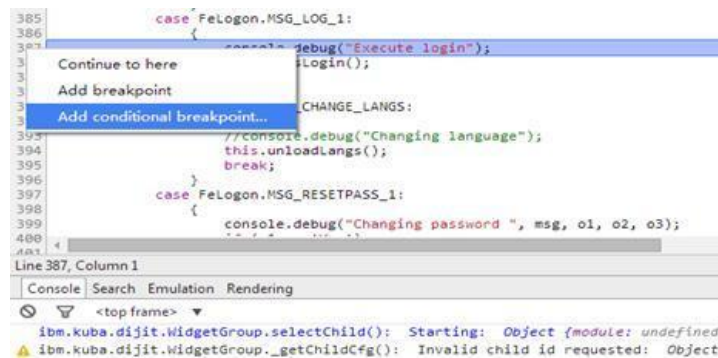 385 case FeLogon.MSG_LOG_1:
386 {
387 console.debug("Execute login");
Continue to here
sLogin();
Add breakpoint
Add conditional breakpoint...
_CHANGE_LANGS:
393 //console.debug("Changing language");
394 this.unloadLangs();
395 break;
396 }
397 case FeLogon.MSG_RESETPASS_1:
398 {
399 console.debug("Changing password ", msg, o1, o2, o3);
400
401
Line 387, Column 1
Console Search Emulation Rendering
<top frame> ▼
ibm.kuba.dijit.WidgetGroup.selectChild(): Starting: Object {module: undefined
ibm.kuba.dijit.WidgetGroup._getChildCfg(): Invalid child id requested: Object